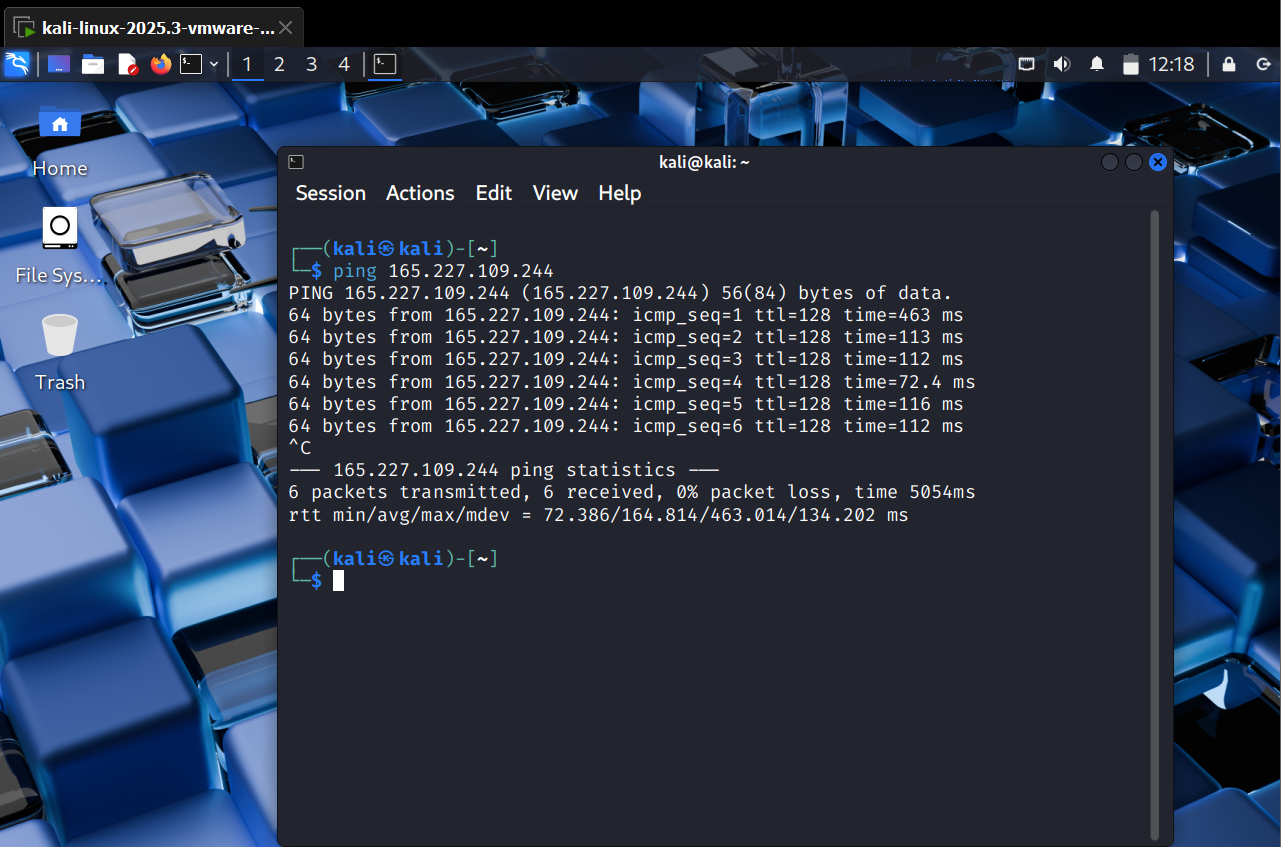 kali-linux-2025.3-vmware-...
1 2 3 4
12:18
Home
File Sys...
Trash
kali@kali: ~
Session Actions Edit View Help
┌──(kali㉿kali)-[~]
└─$ ping 165.227.109.244
PING 165.227.109.244 (165.227.109.244) 56(84) bytes of data.
64 bytes from 165.227.109.244: icmp_seq=1 ttl=128 time=463 ms
64 bytes from 165.227.109.244: icmp_seq=2 ttl=128 time=113 ms
64 bytes from 165.227.109.244: icmp_seq=3 ttl=128 time=112 ms
64 bytes from 165.227.109.244: icmp_seq=4 ttl=128 time=72.4 ms
64 bytes from 165.227.109.244: icmp_seq=5 ttl=128 time=116 ms
64 bytes from 165.227.109.244: icmp_seq=6 ttl=128 time=112 ms
^C
--- 165.227.109.244 ping statistics ---
6 packets transmitted, 6 received, 0% packet loss, time 5054ms
rtt min/avg/max/mdev = 72.386/164.814/463.014/134.202 ms
┌──(kali㉿kali)-[~]
└─$